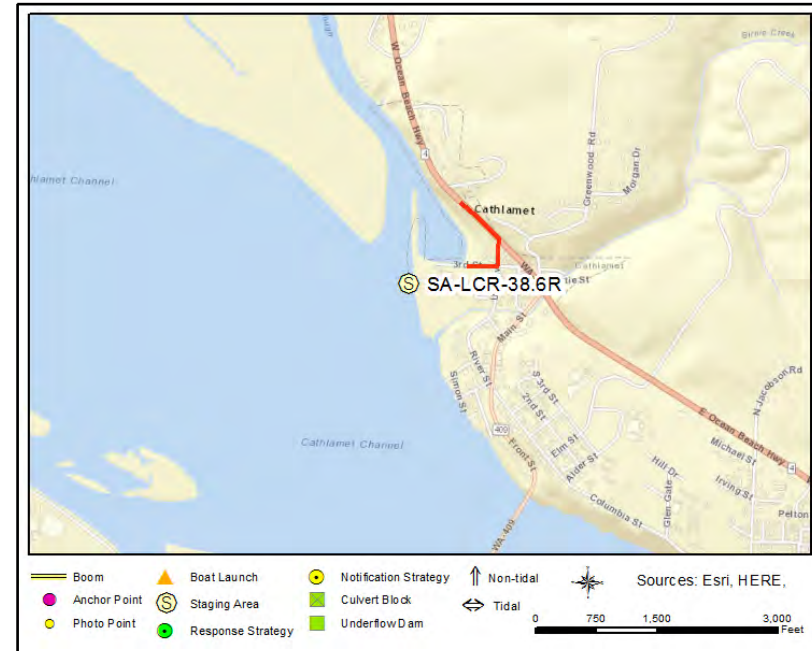 Birnie Creek
W Ocean Beach Hwy
Greenwood Rd
Morgan Dr
4
hlamet Channel
Cathlamet
3rd St
Cathlamet
SA-LCR-38.6R
S
Main St
River St
Simon St
S 3rd St
2nd St
N Jacobson Rd
409
Elm St
E Ocean Beach Hwy
Cathlamet Channel
Front St
Alder St
Michael St
4
Hill Dr
Irving St
Glen Gate
Columbia St
Pelton
WA-409
Boom
Boat Launch
Notification Strategy
Non-tidal
Sources: Esri, HERE,
Anchor Point
S Staging Area
Culvert Block
Tidal
Photo Point
Response Strategy
Underflow Dam
0 750 1,500 3,000
Feet